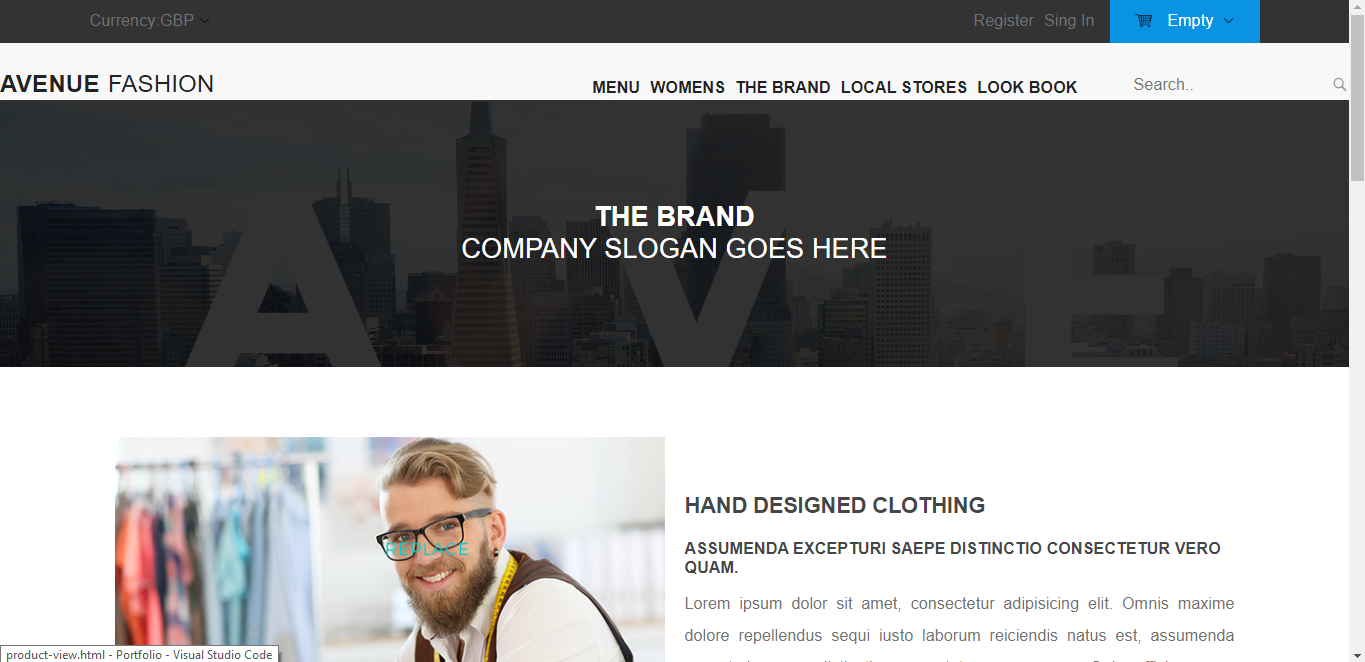 Currency:GBP
Register Sing In Empty
AVENUE FASHION
MENU WOMENS THE BRAND LOCAL STORES LOOK BOOK Search..
AVE
THE BRAND
COMPANY SLOGAN GOES HERE
REPLACE
HAND DESIGNED CLOTHING
ASSUMENDA EXCEPTURI SAEPE DISTINCTIO CONSECTETUR VERO
QUAM.
Lorem ipsum dolor sit amet, consectetur adipisicing elit. Omnis maxime
dolore repellendus sequi iusto laborum reiciendis natus est, assumenda
product-view.html - Portfolio - Visual Studio Code